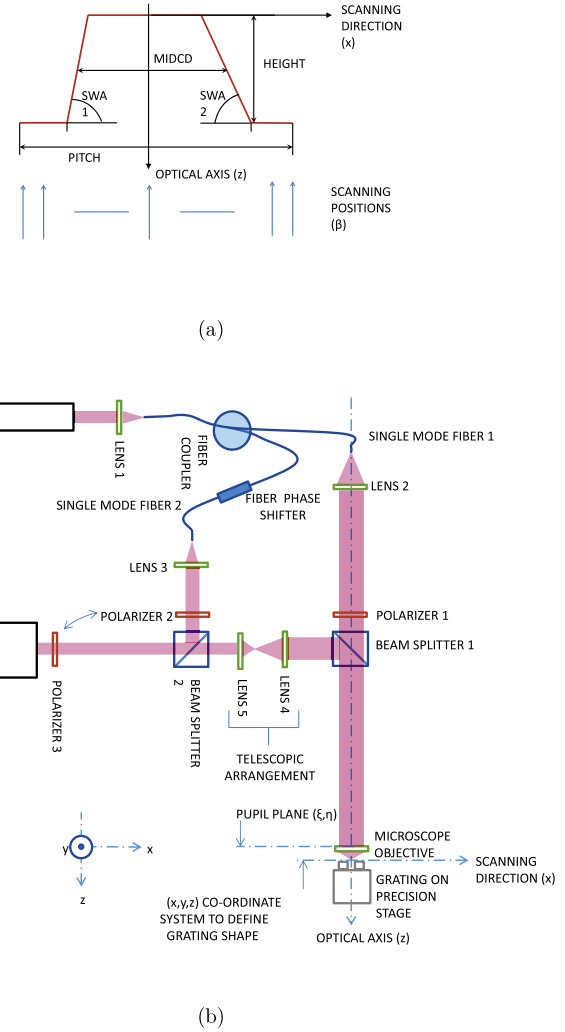 SCANNING
DIRECTION
(x)
MIDCD
HEIGHT
SWA
1
SWA
2
PITCH
OPTICAL AXIS (z)
SCANNING
POSITIONS
(β)
(a)
SINGLE MODE FIBER 1
LENS 1
FIBER
COUPLER
LENS 2
SINGLE MODE FIBER 2
FIBER PHASE
SHIFTER
LENS 3
POLARIZER 2
POLARIZER 1
BEAM SPLITTER 1
POLARIZER 3
BEAM SPLITTER
2
LENS 5
LENS 4
TELESCOPIC
ARRANGEMENT
PUPIL PLANE (ξ,η)
MICROSCOPE
OBJECTIVE
y
x
z
SCANNING
DIRECTION (x)
GRATING ON
PRECISION
STAGE
(x,y,z) CO-ORDINATE
SYSTEM TO DEFINE
GRATING SHAPE
OPTICAL AXIS (z)
(b)